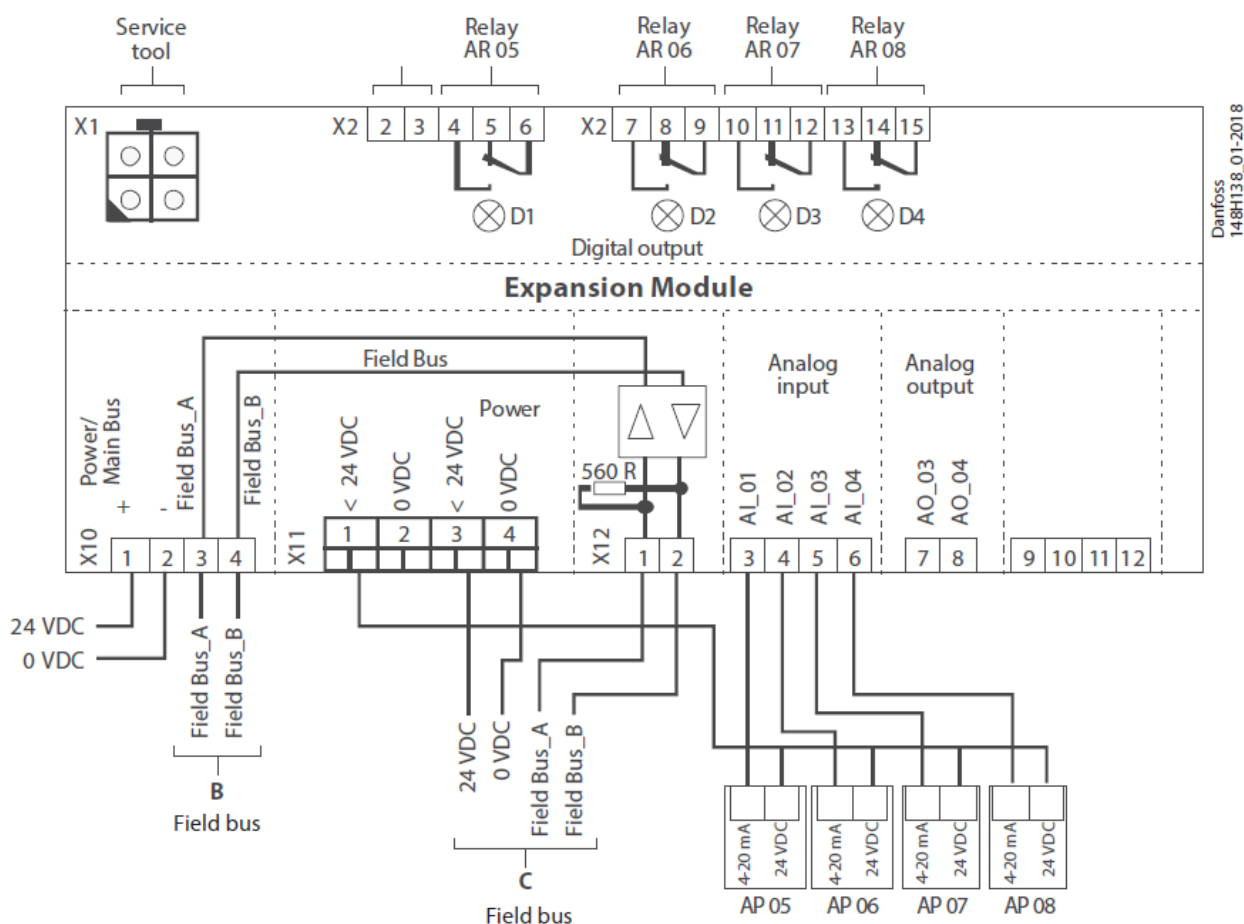 Service
tool
Relay
AR 05
Relay
AR 06
Relay
AR 07
Relay
AR 08
X1
X2 2 3 4 5 6
X2 7 8 9 10 11 12 13 14 15
D1
D2
D3
D4
Digital output
Danfoss
148H138_01-2018
Expansion Module
Power/
Main Bus
+
-
Field Bus_A
Field Bus_B
Field Bus
Power
< 24 VDC
0 VDC
< 24 VDC
0 VDC
560 R
Analog
input
AI_01
AI_02
AI_03
AI_04
Analog
output
AO_03
AO_04
X10 1 2 3 4
X11 1 2 3 4
X12 1 2
3 4 5 6
7 8
9 10 11 12
24 VDC
0 VDC
Field Bus_A
Field Bus_B
B
Field bus
24 VDC
0 VDC
Field Bus_A
Field Bus_B
C
Field bus
4-20 mA
24 VDC
AP 05
4-20 mA
24 VDC
AP 06
4-20 mA
24 VDC
AP 07
4-20 mA
24 VDC
AP 08